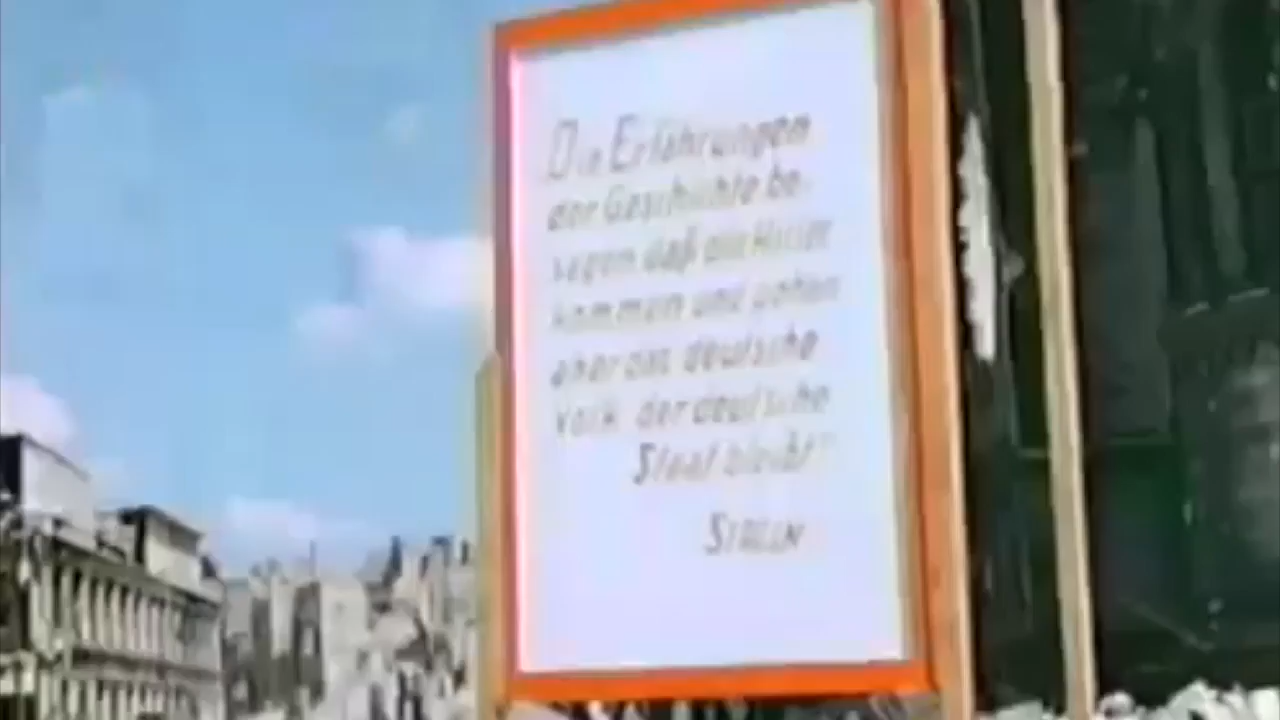 Die Erfahrungen
der Geschichte be-
sagen daß die Hitler
kommen und gehen
aber das deutsche
Volk der deutsche
Staat bleibt"
STALIN